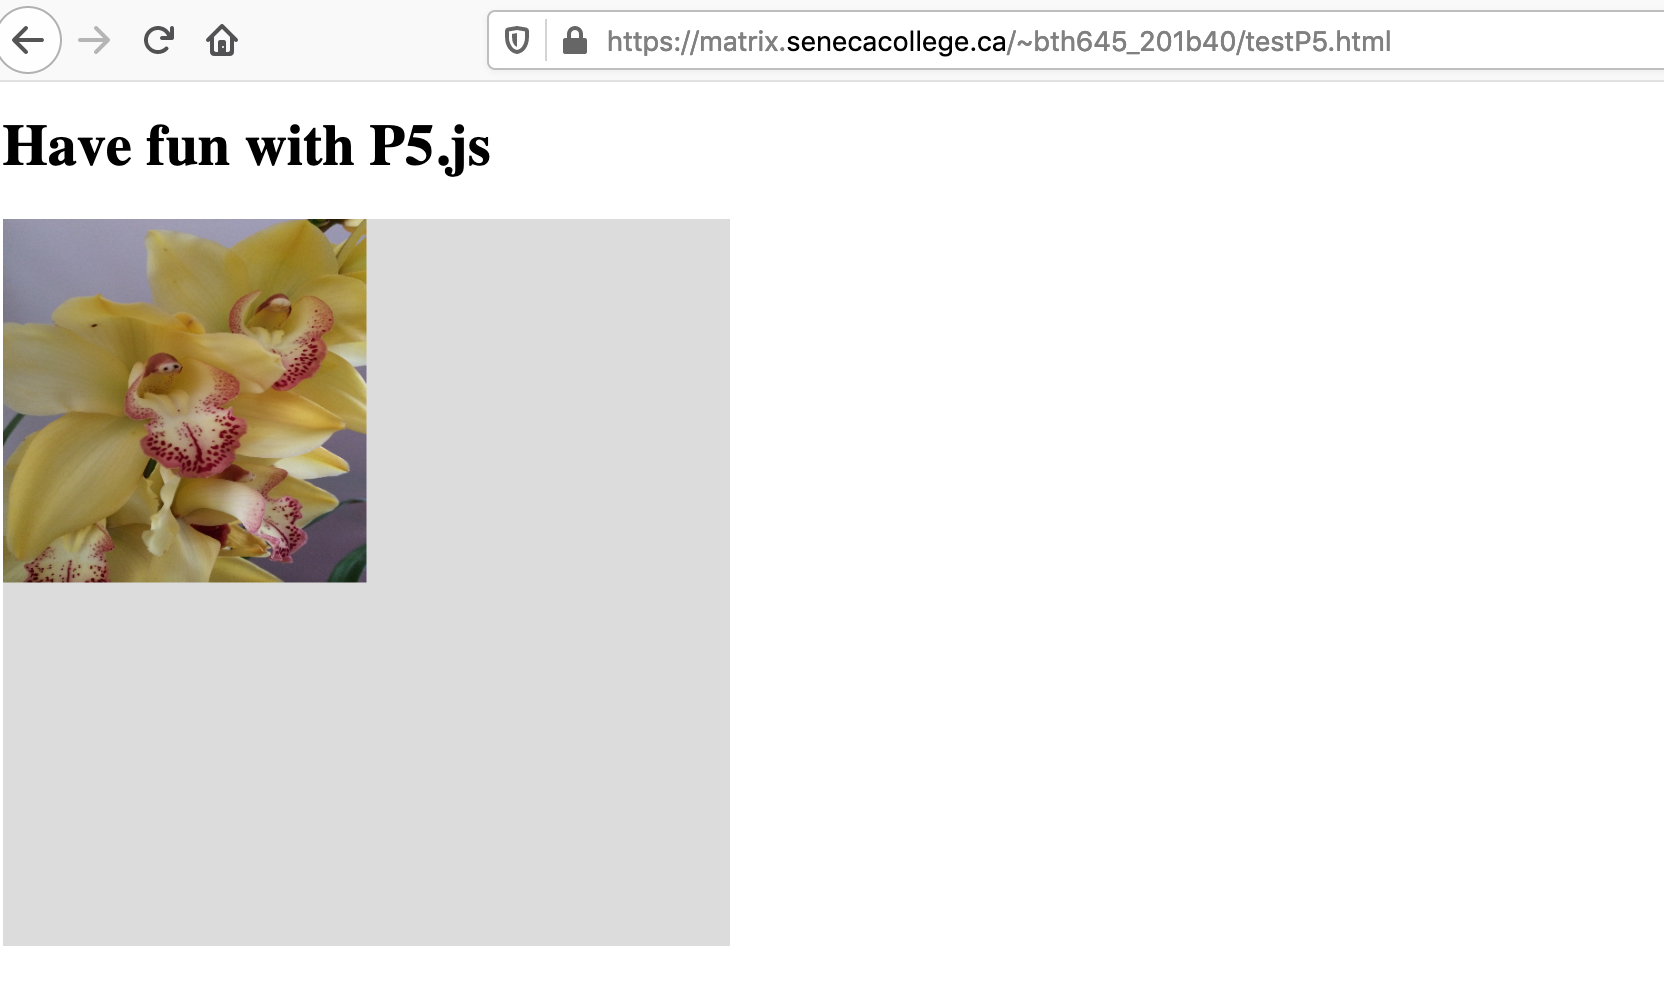 https://matrix.senecacollege.ca/~bth645_201b40/testP5.html
Have fun with P5.js